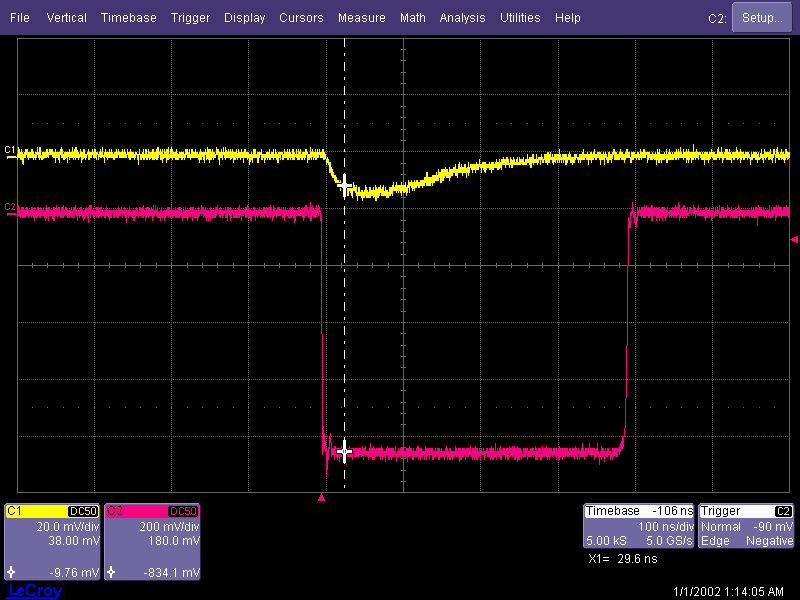 File Vertical Timebase Trigger Display Cursors Measure Math Analysis Utilities Help C2: Setup...
C1
C2
C1 DC50
20.0 mV/div
38.00 mV
-9.76 mV
C2 DC50
200 mV/div
180.0 mV
-834.1 mV
Timebase -106 ns
100 ns/div
5.00 kS 5.0 GS/s
Trigger C2
Normal -90 mV
Edge Negative
X1= 29.6 ns
LeCroy
1/1/2002 1:14:05 AM